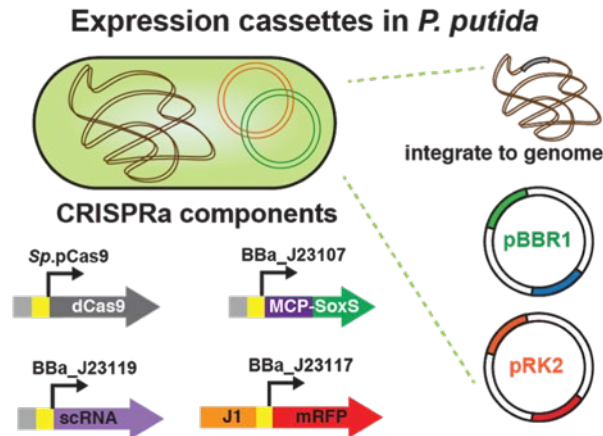 Expression cassettes in P. putida
integrate to genome
CRISPRa components
pBBR1
Sp.pCas9
BBa_J23107
dCas9
MCP-SoxS
pRK2
BBa_J23119
BBa_J23117
scRNA
J1
mRFP